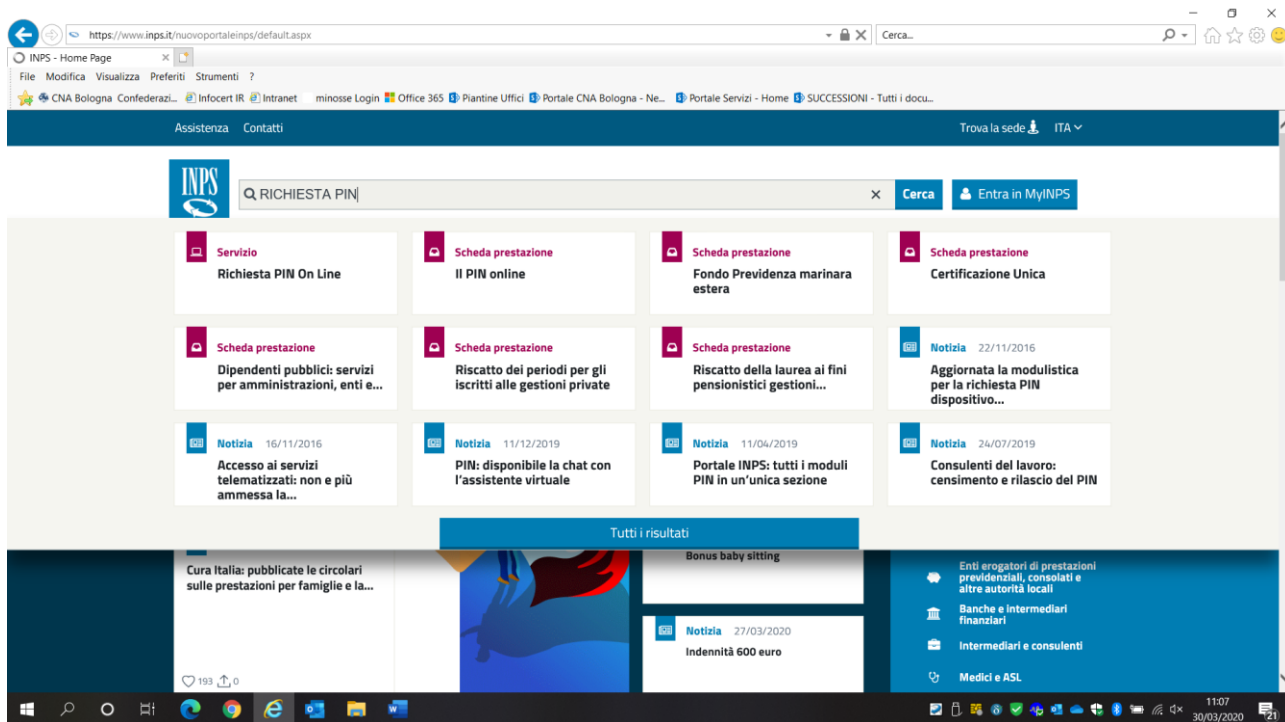 https://www.inps.it/nuovoportaleinps/default.aspx
Cerca...
INPS - Home Page
File Modifica Visualizza Preferiti Strumenti ?
CNA Bologna Confederazi... Infocert IR Intranet minosse Login Office 365 Piantine Uffici Portale CNA Bologna - Ne... Portale Servizi - Home SUCCESSIONI - Tutti i docu...
Assistenza Contatti Trova la sede ITA
INPS RICHIESTA PIN Cerca Entra in MyINPS
Servizio
Richiesta PIN On Line
Scheda prestazione
Il PIN online
Scheda prestazione
Fondo Previdenza marinara
estera
Scheda prestazione
Certificazione Unica
Scheda prestazione
Dipendenti pubblici: servizi
per amministrazioni, enti e...
Scheda prestazione
Riscatto dei periodi per gli
iscritti alle gestioni private
Scheda prestazione
Riscatto della laurea ai fini
pensionistici gestioni...
Notizia 22/11/2016
Aggiornata la modulistica
per la richiesta PIN
dispositivo...
Notizia 16/11/2016
Accesso ai servizi
telematizzati: non e più
ammessa la...
Notizia 11/12/2019
PIN: disponibile la chat con
l'assistente virtuale
Notizia 11/04/2019
Portale INPS: tutti i moduli
PIN in un'unica sezione
Notizia 24/07/2019
Consulenti del lavoro:
censimento e rilascio del PIN
Tutti i risultati
Cura Italia: pubblicate le circolari
sulle prestazioni per famiglie e la...
193 0
Bonus baby sitting
Notizia 27/03/2020
Indennità 600 euro
Enti erogatori di prestazioni
previdenziali, consolati e
altre autorità locali
Banche e intermediari
finanziari
Intermediari e consulenti
Medici e ASL
11:07
30/03/2020
21